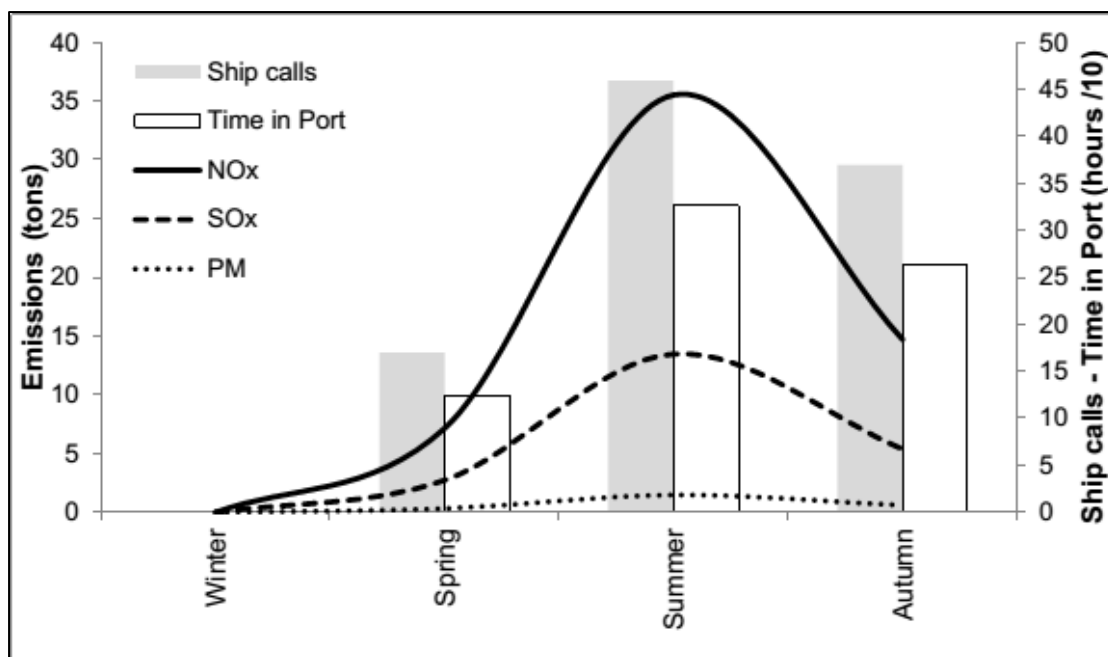 Emissions (tons)
40
35
30
25
20
15
10
5
0
Ship calls
Time in Port
NOx
SOx
PM
50
45
40
35
30
25
20
15
10
5
0
Ship calls - Time in Port (hours /10)
Winter
Spring
Summer
Autumn